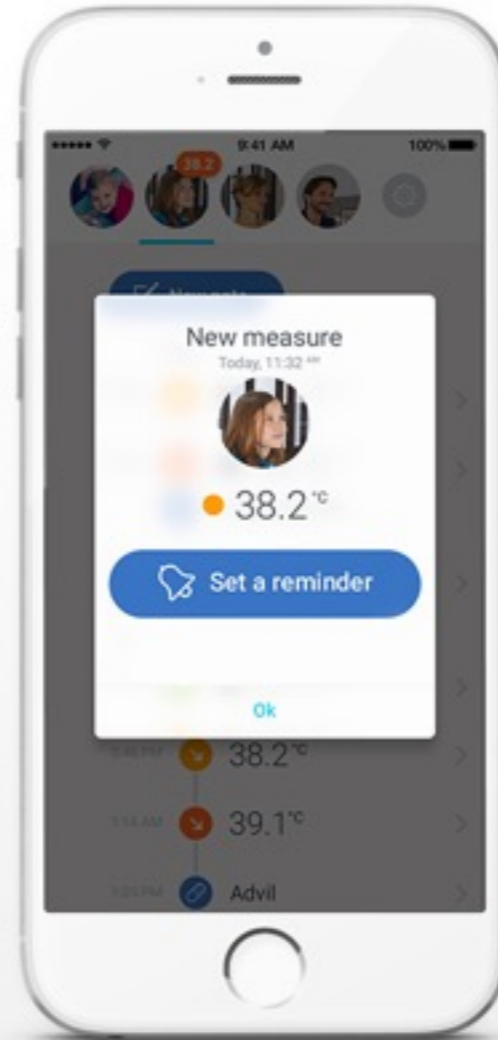 9:41 AM 100%
38.2
New measure
Today, 11:32 AM
38.2 °C
Set a reminder
Ok
38.2°C
39.1°C
Advil